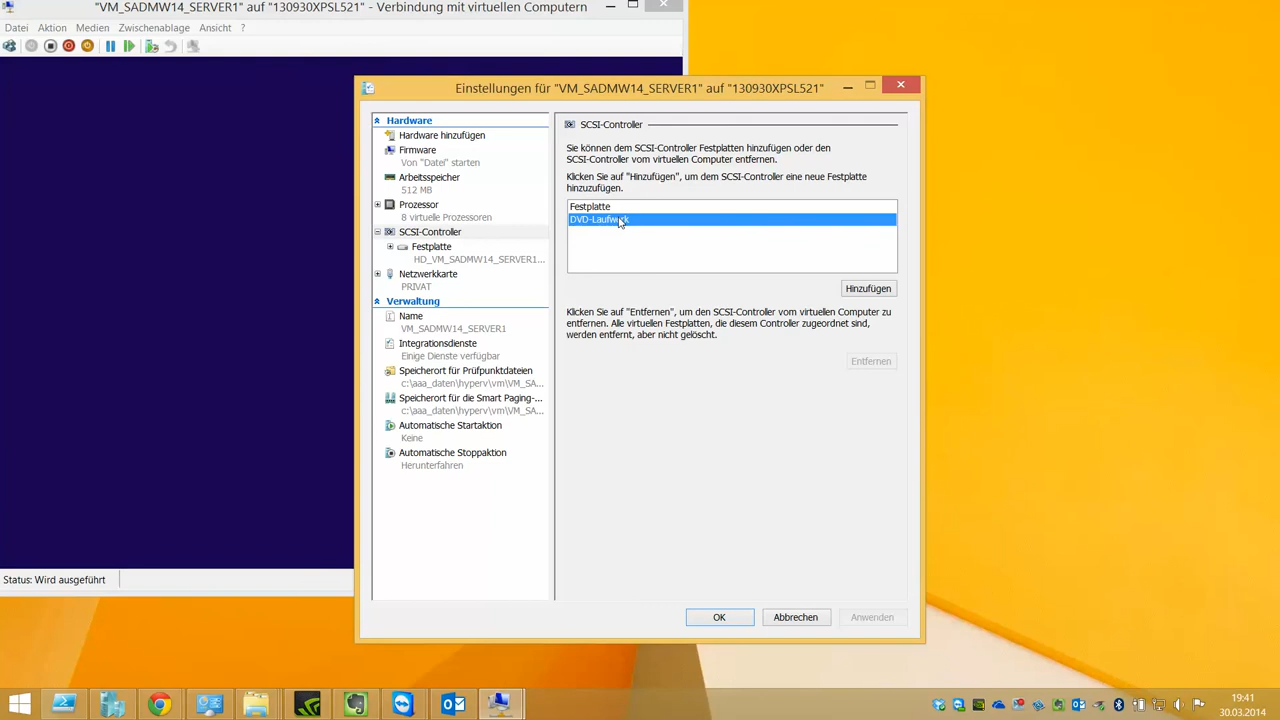 "VM_SADMW14_SERVER1" auf "130930XPSL521" - Verbindung mit virtuellen Computern
Datei Aktion Medien Zwischenablage Ansicht ?
Einstellungen für "VM_SADMW14_SERVER1" auf "130930XPSL521"
Hardware
Hardware hinzufügen
Firmware
Von "Datei" starten
Arbeitsspeicher
512 MB
Prozessor
8 virtuelle Prozessoren
SCSI-Controller
Festplatte
HD_VM_SADMW14_SERVER1...
Netzwerkkarte
PRIVAT
Verwaltung
Name
VM_SADMW14_SERVER1
Integrationsdienste
Einige Dienste verfügbar
Speicherort für Prüfpunktdateien
c:\aaa_daten\hyperv\vm\VM_SA...
Speicherort für die Smart Paging-...
c:\aaa_daten\hyperv\vm\VM_SA...
Automatische Startaktion
Keine
Automatische Stoppaktion
Herunterfahren
SCSI-Controller
Sie können dem SCSI-Controller Festplatten hinzufügen oder den
SCSI-Controller vom virtuellen Computer entfernen.
Klicken Sie auf "Hinzufügen", um dem SCSI-Controller eine neue Festplatte
hinzuzufügen.
Festplatte
DVD-Laufwerk
Hinzufügen
Klicken Sie auf "Entfernen", um den SCSI-Controller vom virtuellen Computer zu
entfernen. Alle virtuellen Festplatten, die diesem Controller zugeordnet sind,
werden entfernt, aber nicht gelöscht.
Entfernen
OK Abbrechen Anwenden
Status: Wird ausgeführt
19:41
30.03.2014